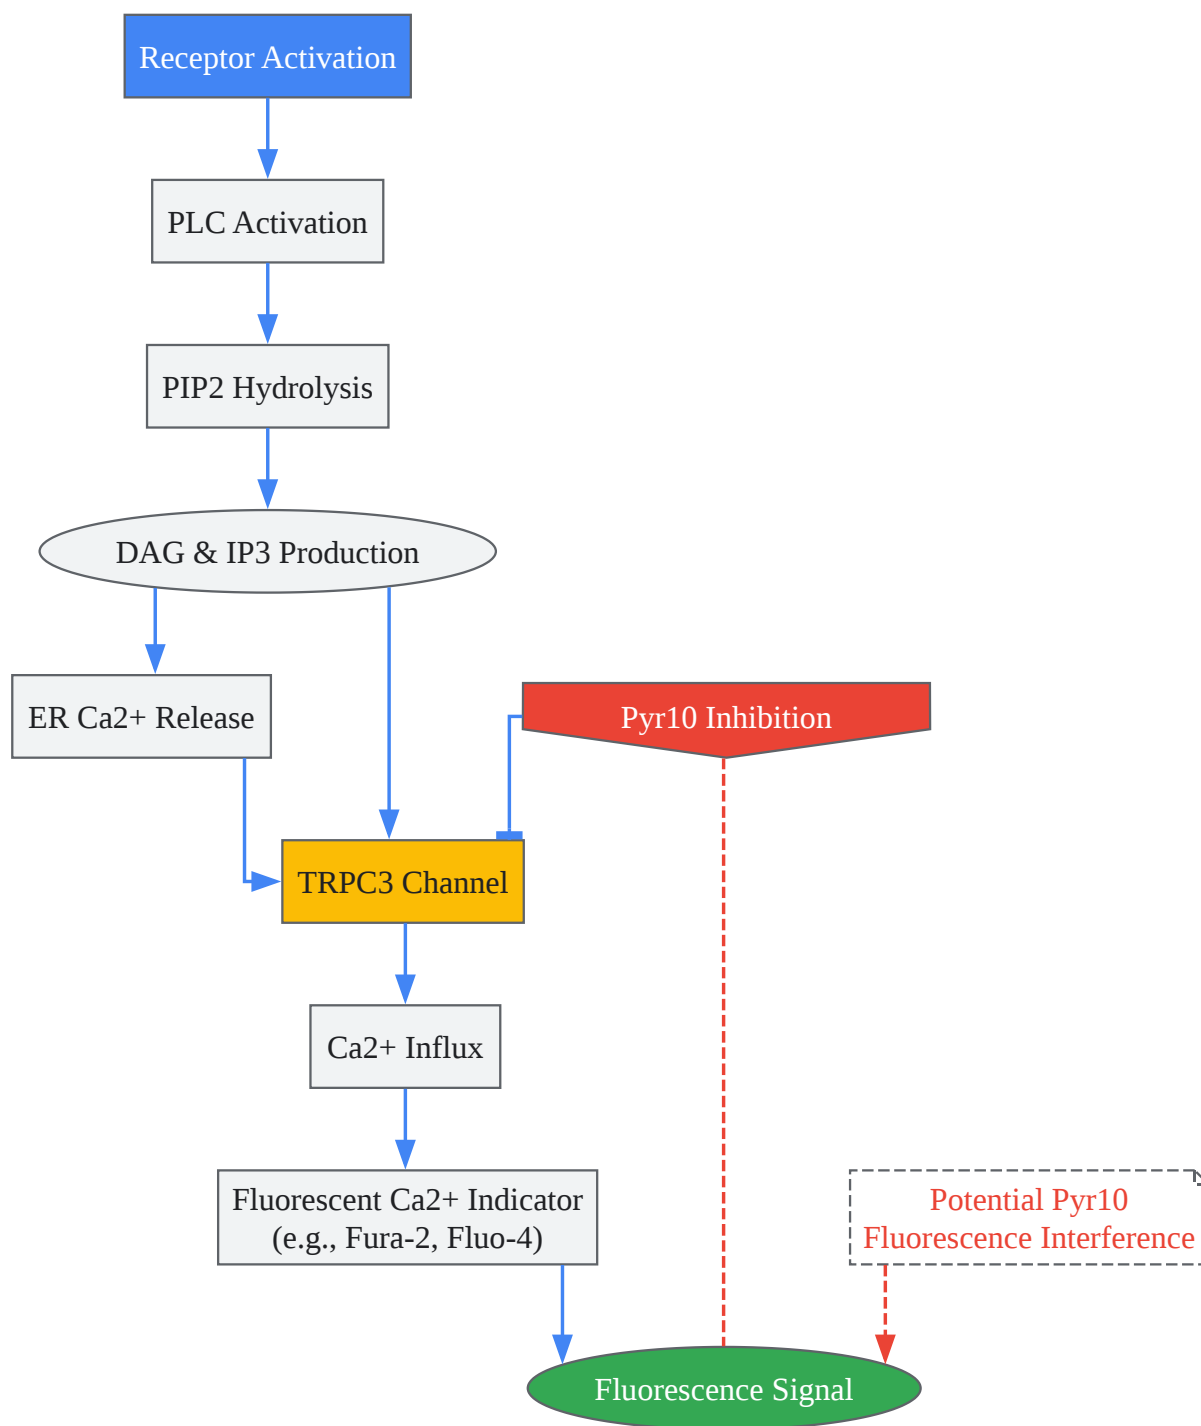 Receptor Activation
PLC Activation
PIP2 Hydrolysis
DAG & IP3 Production
ER Ca2+ Release
Pyr10 Inhibition
TRPC3 Channel
Ca2+ Influx
Fluorescent Ca2+ Indicator
(e.g., Fura-2, Fluo-4)
Potential Pyr10
Fluorescence Interference
Fluorescence Signal